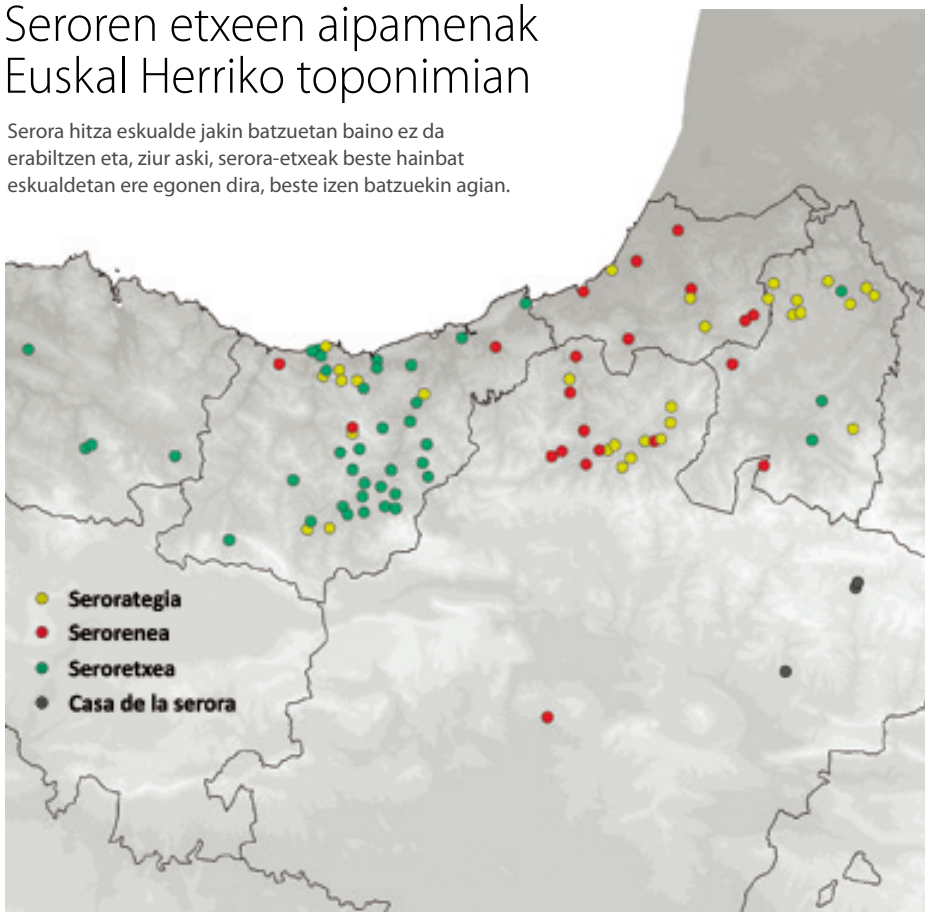 Seroren etxeen aipamenak
Euskal Herriko toponimian
Serora hitza eskualde jakin batzuetan baino ez da
erabiltzen eta, ziur aski, serora-etxeak beste hainbat
eskualdetan ere egonen dira, beste izen batzuekin agian.
Serorategia
Serorenea
Seroretxea
Casa de la serora